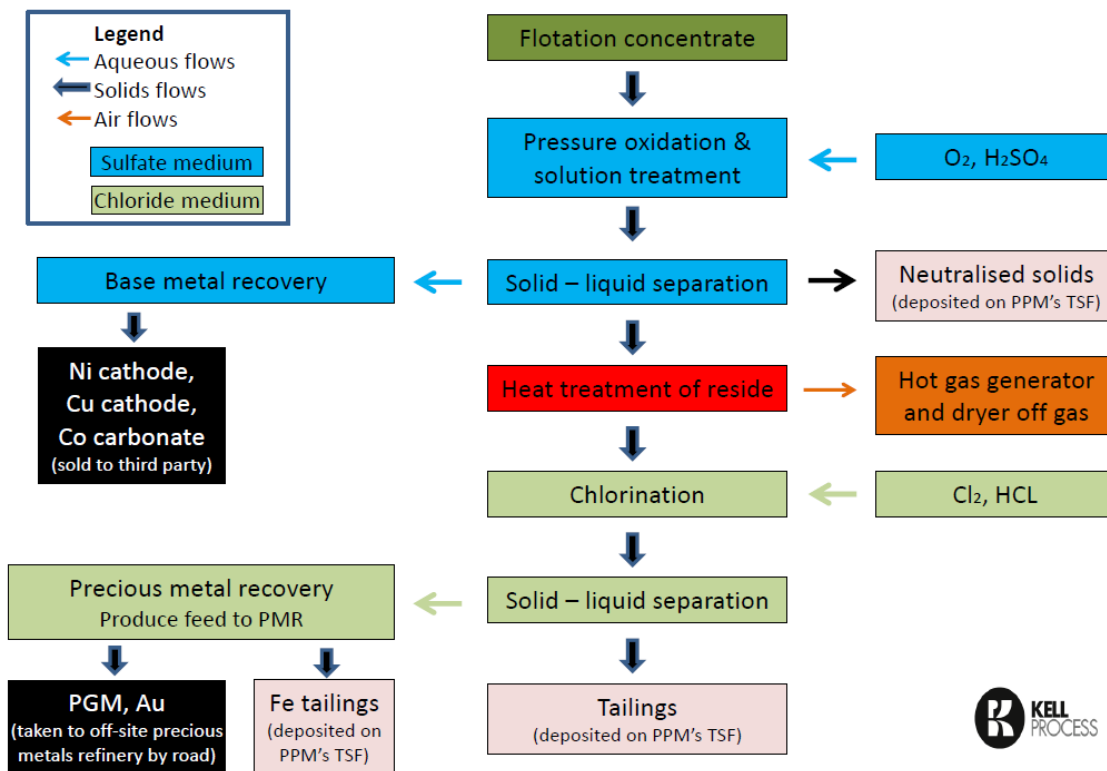 Legend
Aqueous flows
Solids flows
Air flows
Sulfate medium
Chloride medium
Flotation concentrate
Pressure oxidation &
solution treatment
O₂, H₂SO₄
Base metal recovery
Solid – liquid separation
Neutralised solids
(deposited on PPM's TSF)
Ni cathode,
Cu cathode,
Co carbonate
(sold to third party)
Heat treatment of reside
Hot gas generator
and dryer off gas
Chlorination
Cl₂, HCL
Precious metal recovery
Produce feed to PMR
Solid – liquid separation
PGM, Au
(taken to off-site precious
metals refinery by road)
Fe tailings
(deposited on
PPM's TSF)
Tailings
(deposited on PPM's TSF)
KELL
PROCESS